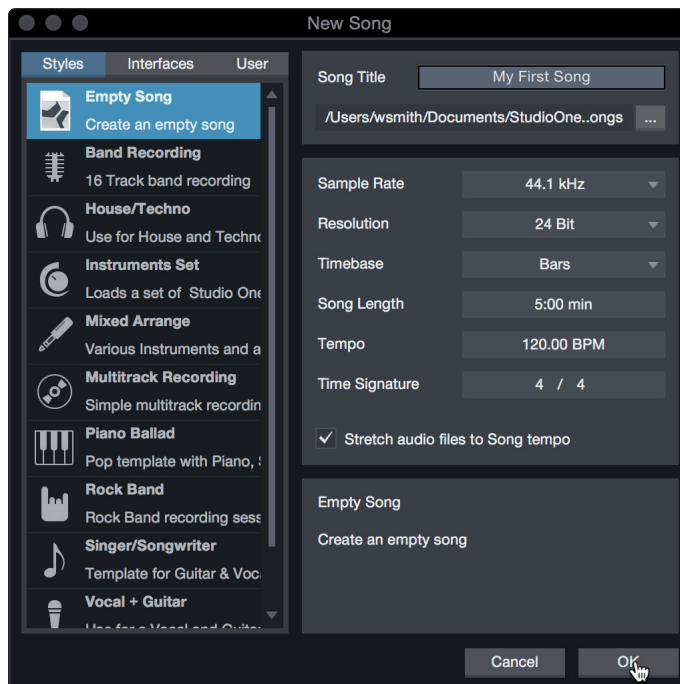 New Song
Styles Interfaces User
Empty Song
Create an empty song
Band Recording
16 Track band recording
House/Techno
Use for House and Techno
Instruments Set
Loads a set of Studio One
Mixed Arrange
Various Instruments and a
Multitrack Recording
Simple multitrack recordin
Piano Ballad
Pop template with Piano,
Rock Band
Rock Band recording sess
Singer/Songwriter
Template for Guitar & Voc
Vocal + Guitar
Song Title My First Song
/Users/wsmith/Documents/StudioOne..ongs ...
Sample Rate 44.1 kHz
Resolution 24 Bit
Timebase Bars
Song Length 5:00 min
Tempo 120.00 BPM
Time Signature 4 / 4
Stretch audio files to Song tempo
Empty Song
Create an empty song
Cancel OK